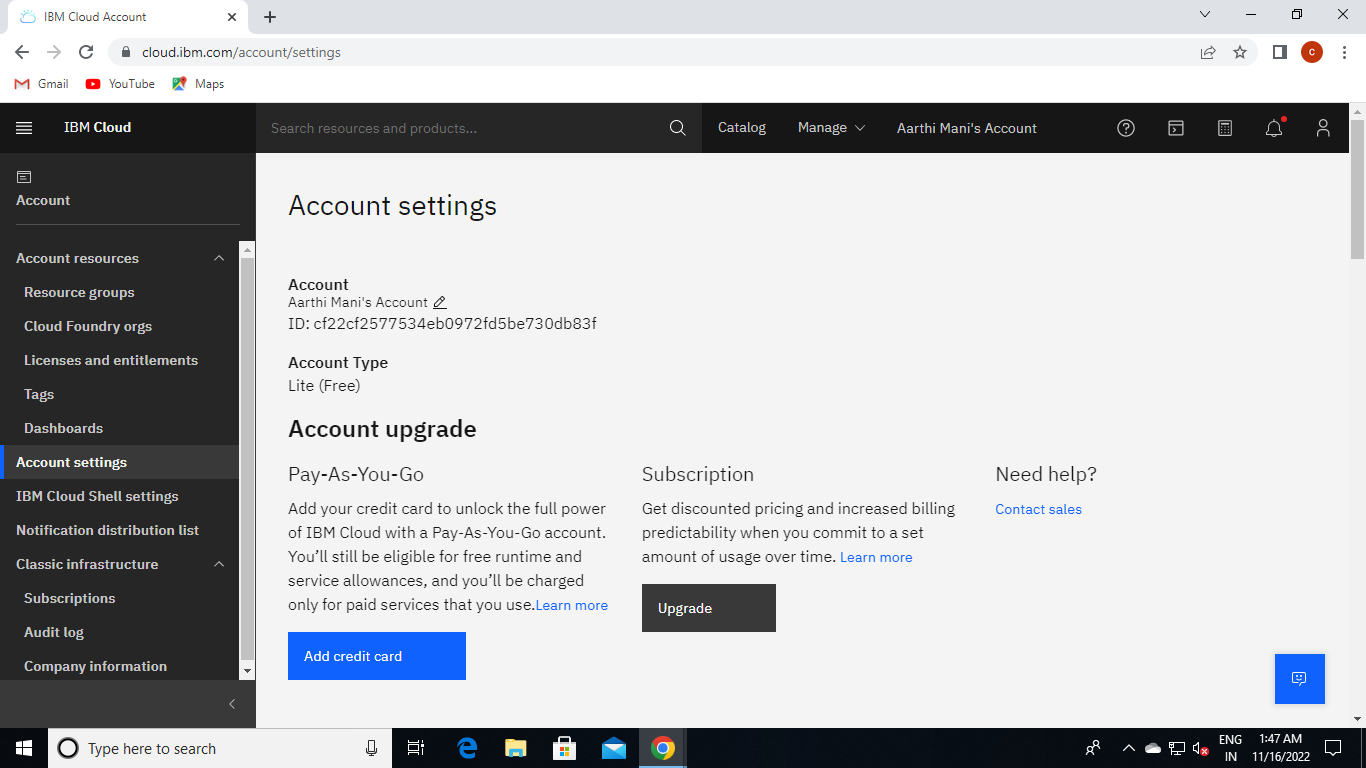 IBM Cloud Account
cloud.ibm.com/account/settings
c
Gmail
YouTube
Maps
IBM Cloud
Search resources and products...
Catalog
Manage
Aarthi Mani's Account
Account
Account resources
Resource groups
Cloud Foundry orgs
Licenses and entitlements
Tags
Dashboards
Account settings
IBM Cloud Shell settings
Notification distribution list
Classic infrastructure
Subscriptions
Audit log
Company information
Account settings
Account
Aarthi Mani's Account
ID: cf22cf2577534eb0972fd5be730db83f
Account Type
Lite (Free)
Account upgrade
Pay-As-You-Go
Add your credit card to unlock the full power
of IBM Cloud with a Pay-As-You-Go account.
You’ll still be eligible for free runtime and
service allowances, and you’ll be charged
only for paid services that you use.Learn more
Add credit card
Subscription
Get discounted pricing and increased billing
predictability when you commit to a set
amount of usage over time. Learn more
Upgrade
Need help?
Contact sales
Type here to search
ENG
IN
1:47 AM
11/16/2022